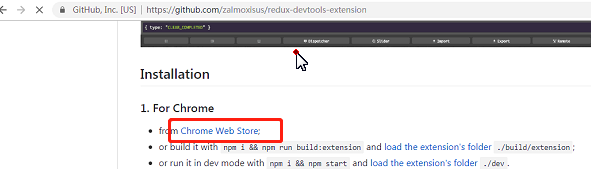 GitHub, Inc. [US] | https://github.com/zalmoxisus/redux-devtools-extension
{ type: "CLEAR_COMPLETED" }
Dispatcher Slider Import Export Remote
Installation
1. For Chrome
from Chrome Web Store;
or build it with npm i && npm run build:extension and load the extension's folder ./build/extension ;
or run it in dev mode with npm i && npm start and load the extension's folder ./dev .